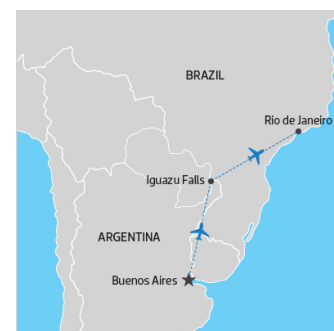 BRAZIL
Rio de Janeiro
Iguazu Falls
ARGENTINA
Buenos Aires